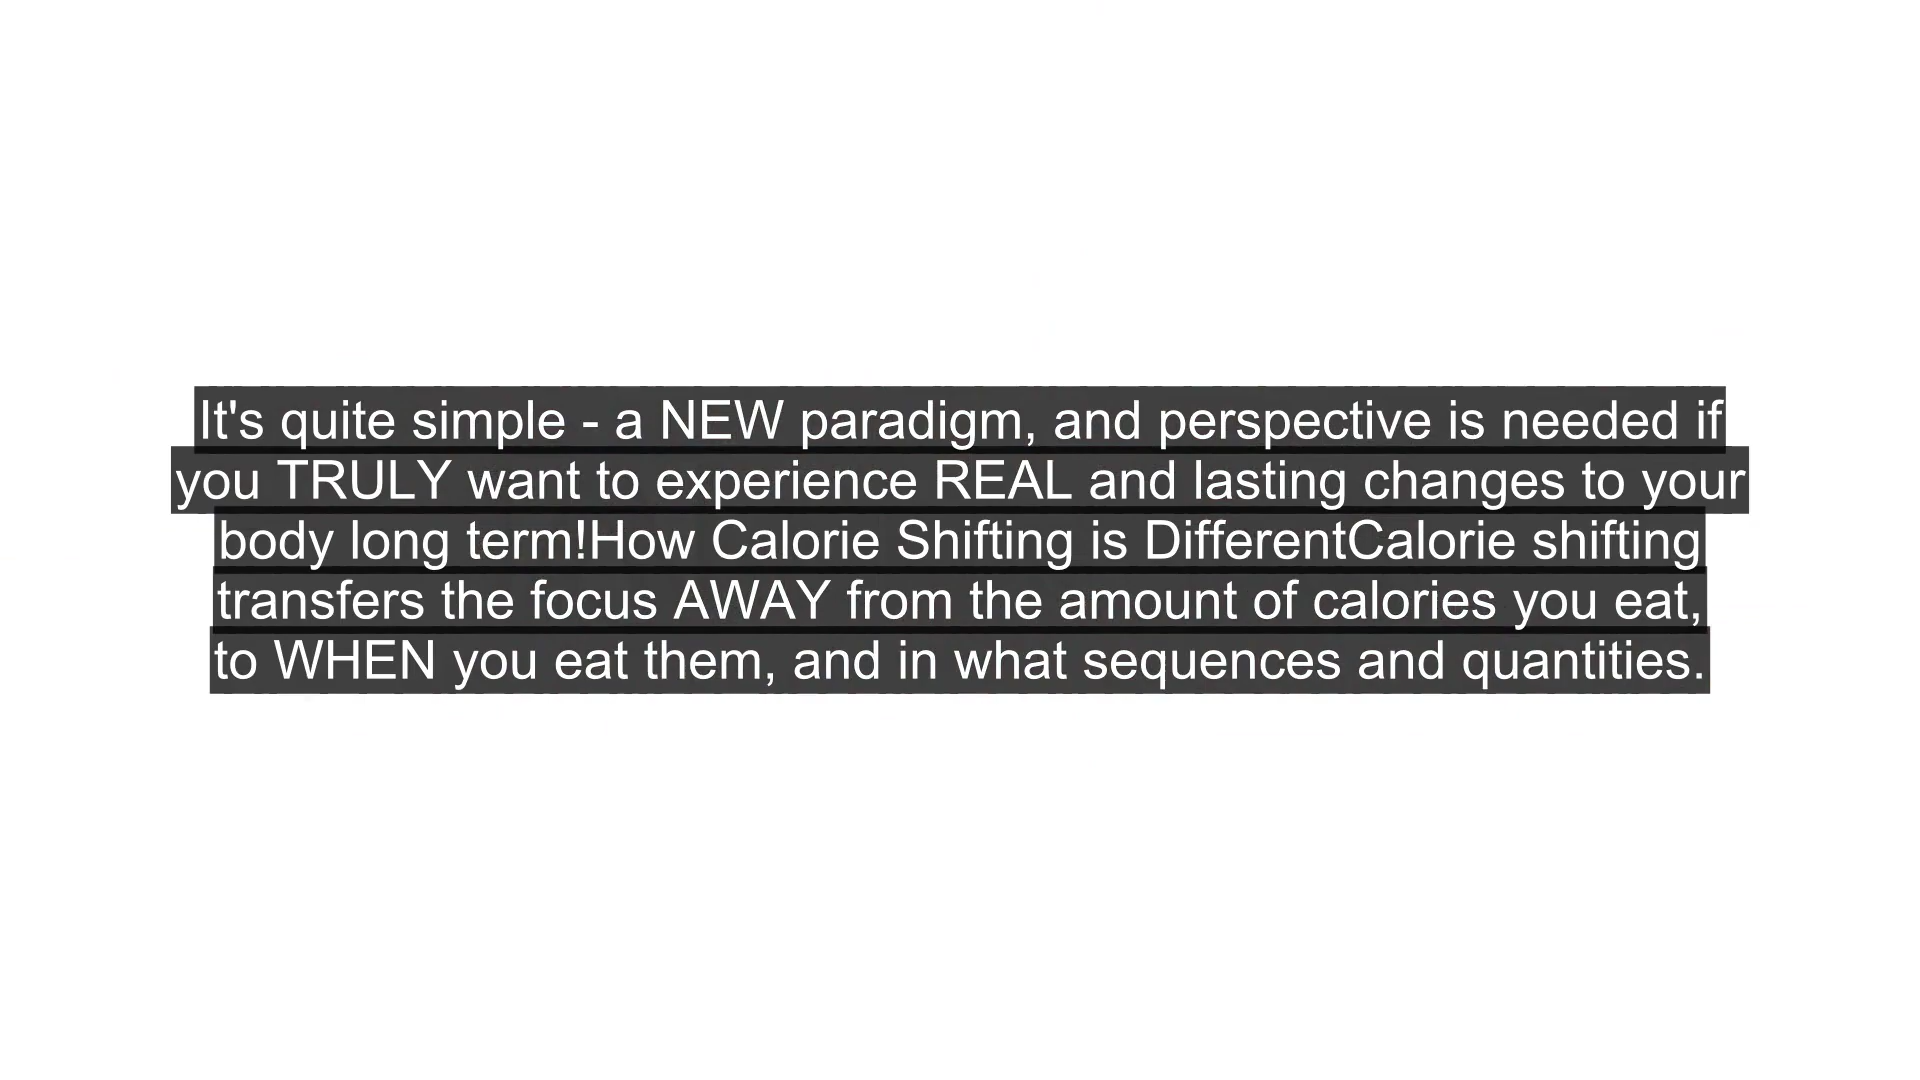 It's quite simple - a NEW paradigm, and perspective is needed if
you TRULY want to experience REAL and lasting changes to your
body long term!How Calorie Shifting is DifferentCalorie shifting
transfers the focus AWAY from the amount of calories you eat,
to WHEN you eat them, and in what sequences and quantities.